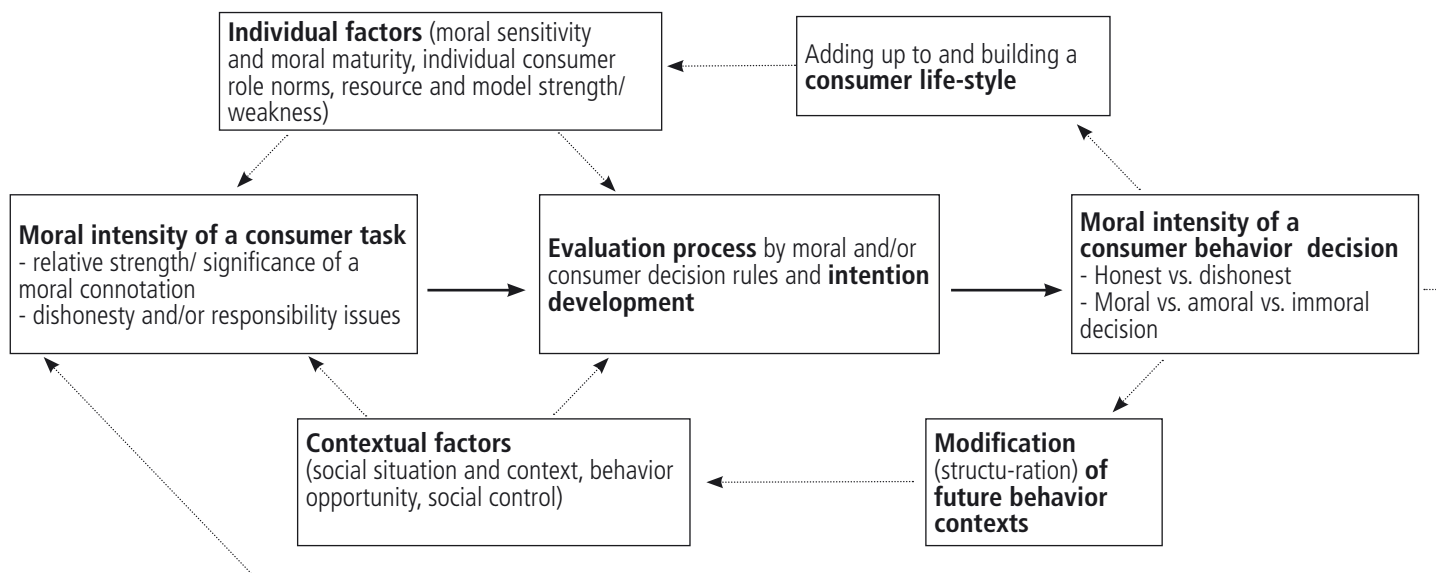 Individual factors (moral sensitivity
and moral maturity, individual consumer
role norms, resource and model strength/
weakness)
Adding up to and building a
consumer life-style
Moral intensity of a consumer task
- relative strength/ significance of a
moral connotation
- dishonesty and/or responsibility issues
Evaluation process by moral and/or
consumer decision rules and intention
development
Moral intensity of a
consumer behavior decision
- Honest vs. dishonest
- Moral vs. amoral vs. immoral
decision
Contextual factors
(social situation and context, behavior
opportunity, social control)
Modification
(structu-ration) of
future behavior
contexts